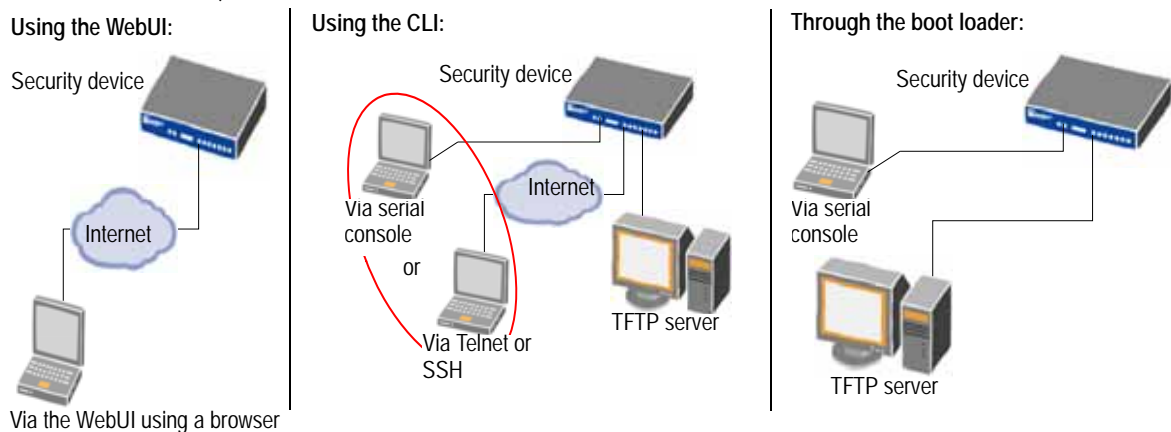 Using the WebUI:
Security device
Internet
Via the WebUI using a browser
Using the CLI:
Security device
Internet
Via serial
console
or
Via Telnet or
SSH
TFTP server
Through the boot loader:
Security device
Via serial
console
TFTP server